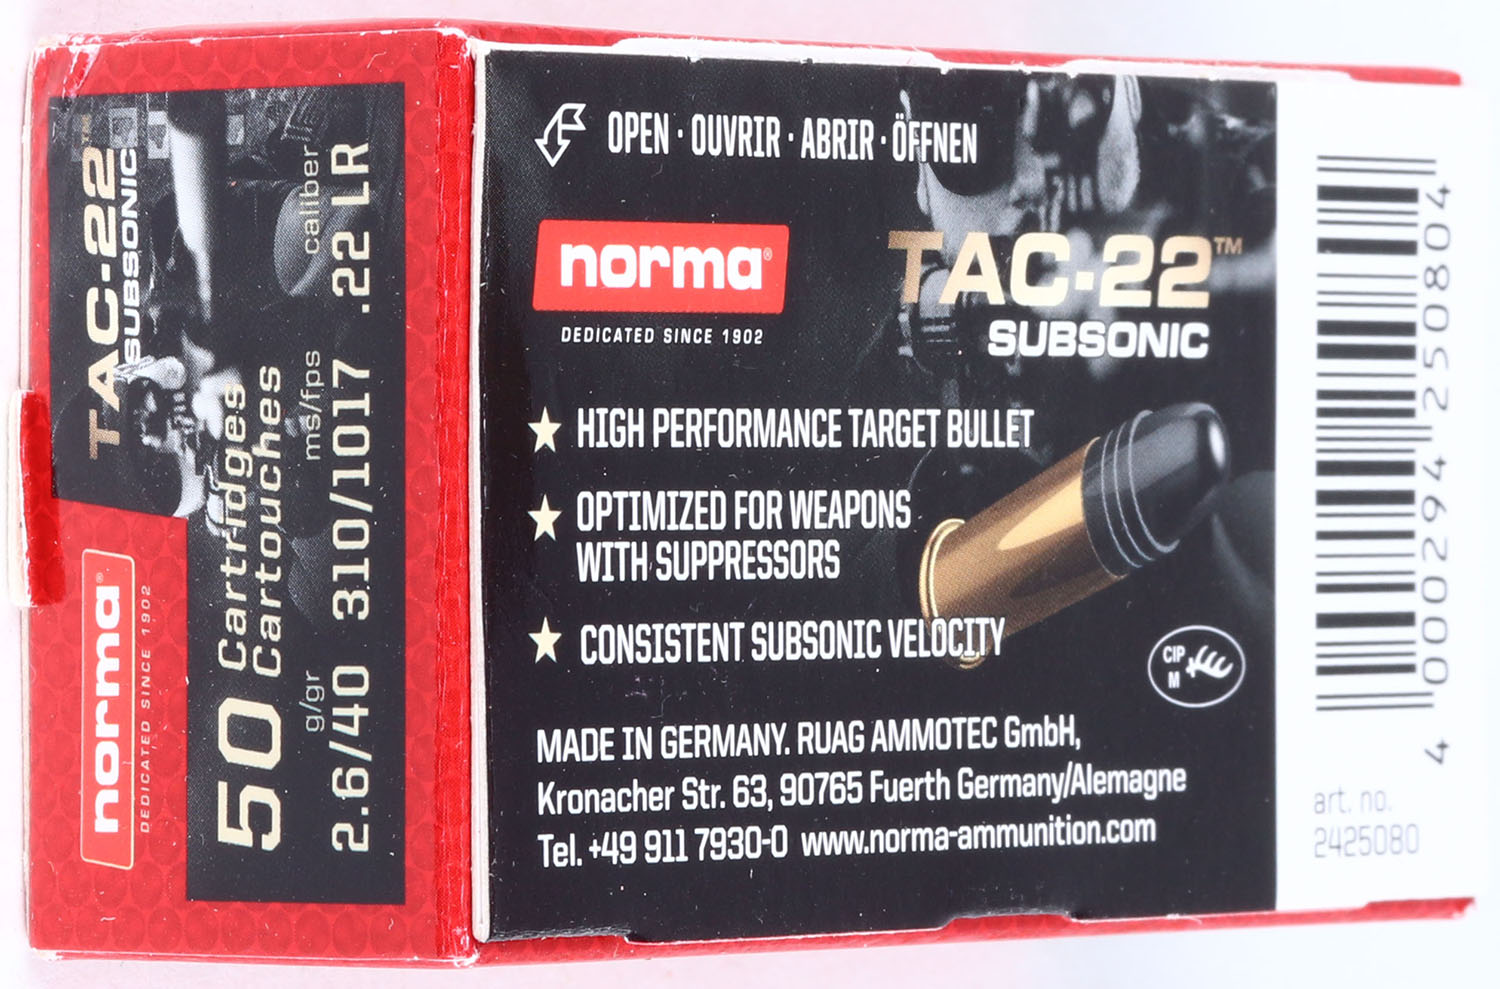 norma®
DEDICATED SINCE 1902
TAC-22™
SUBSONIC
50 Cartridges
Cartouches
g/gr ms/fps caliber
2.6/40 310/1017 .22 LR
OPEN · OUVRIR · ABRIR · ÖFFNEN
norma®
DEDICATED SINCE 1902
TAC-22™
SUBSONIC
HIGH PERFORMANCE TARGET BULLET
OPTIMIZED FOR WEAPONS
WITH SUPPRESSORS
CONSISTENT SUBSONIC VELOCITY
CIP
M
MADE IN GERMANY. RUAG AMMOTEC GmbH,
Kronacher Str. 63, 90765 Fuerth Germany/Alemagne
Tel. +49 911 7930-0 www.norma-ammunition.com
4 000294 250804
art. no.
2425080